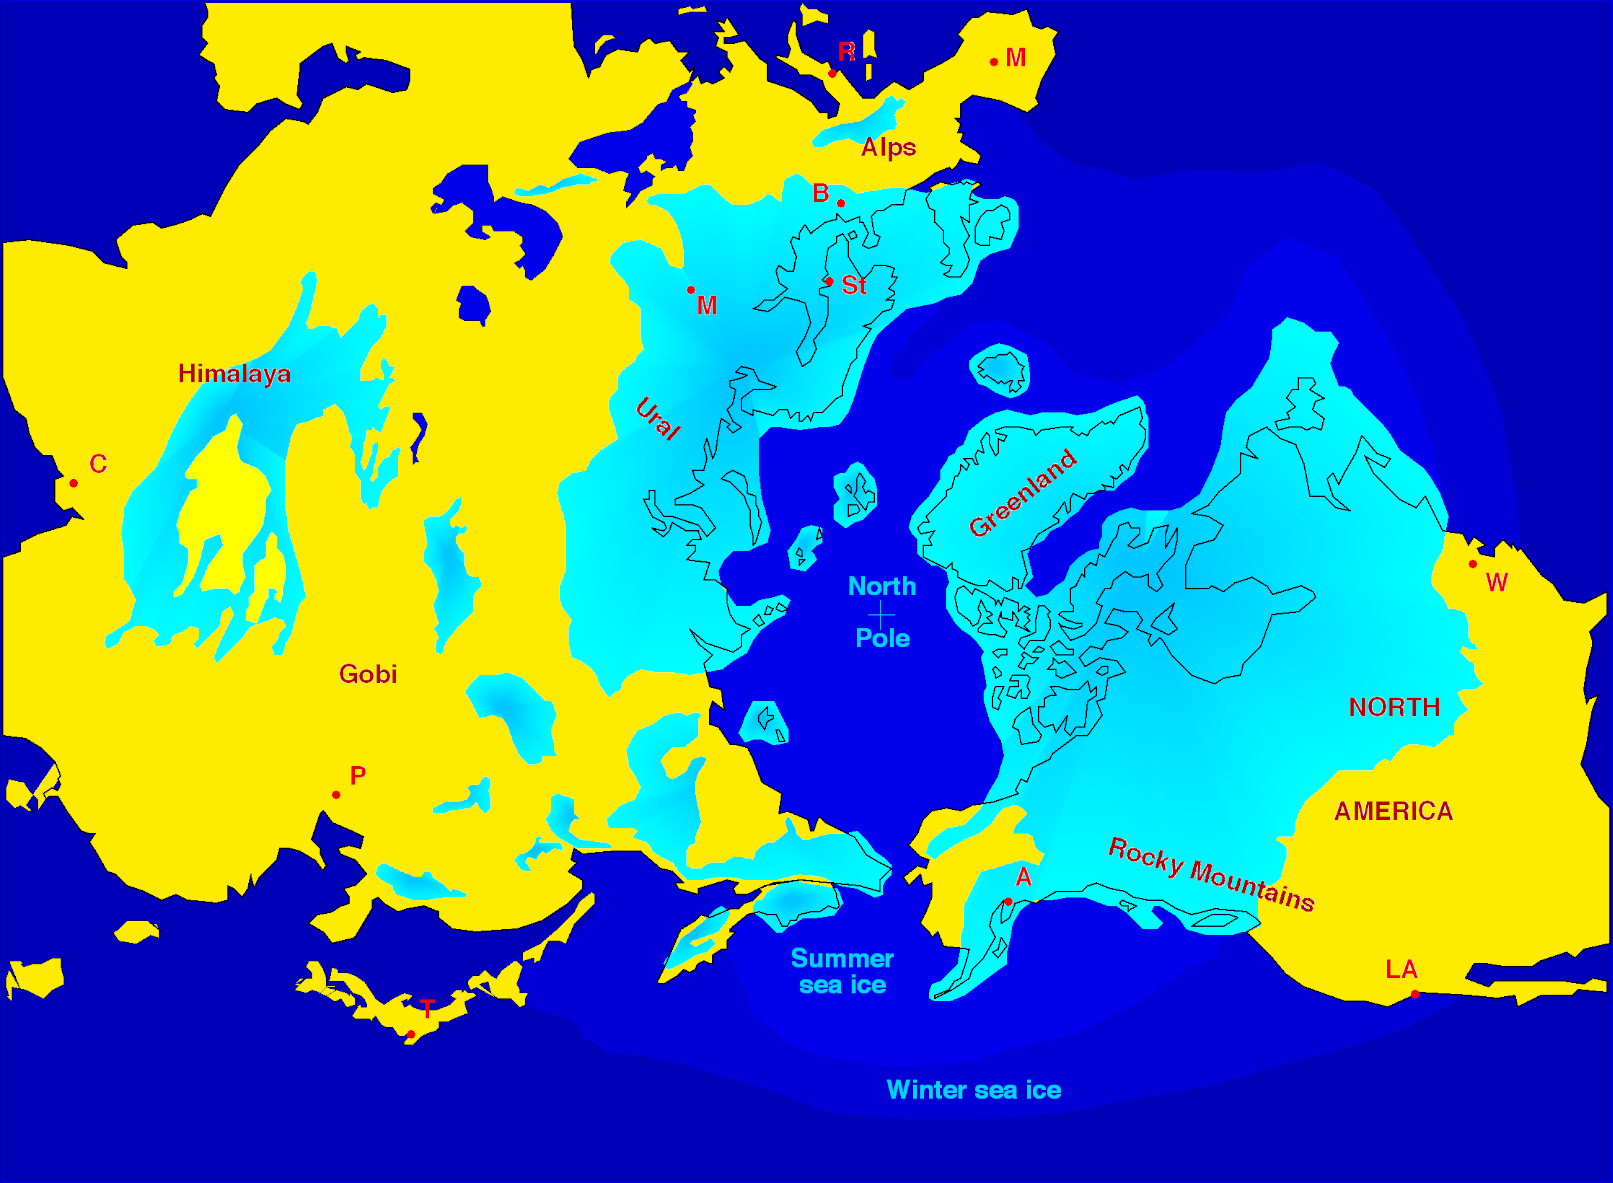 R
M
Alps
B
St
M
Himalaya
Ural
C
Greenland
North
Pole
W
Gobi
NORTH
P
AMERICA
Rocky Mountains
A
Summer
sea ice
LA
T
Winter sea ice